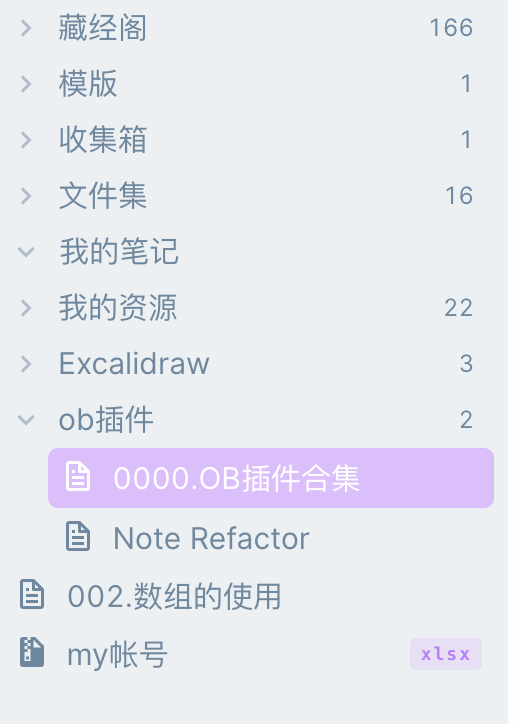 藏经阁 166
模版 1
收集箱 1
文件集 16
我的笔记
我的资源 22
Excalidraw 3
ob插件 2
0000.OB插件合集
Note Refactor
002.数组的使用
my帐号 xlsx